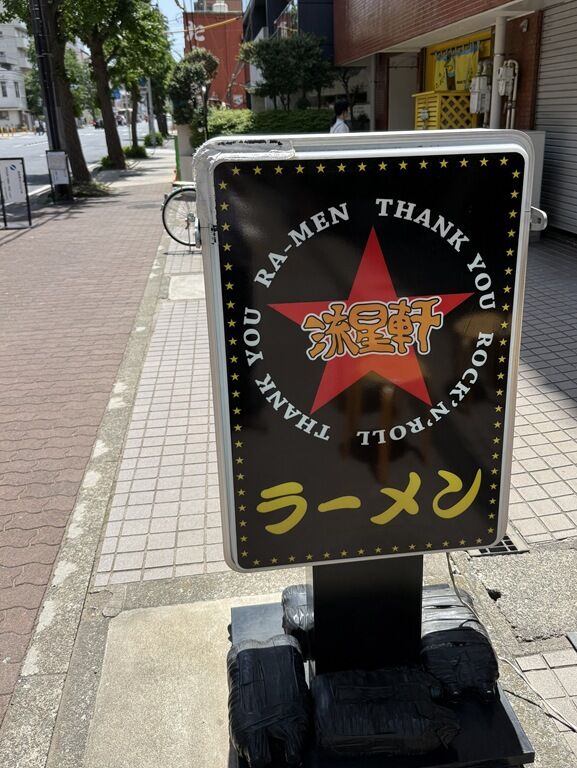 THANK YOU RA-MEN
THANK YOU ROCK'N'ROLL
流星軒
ラーメン